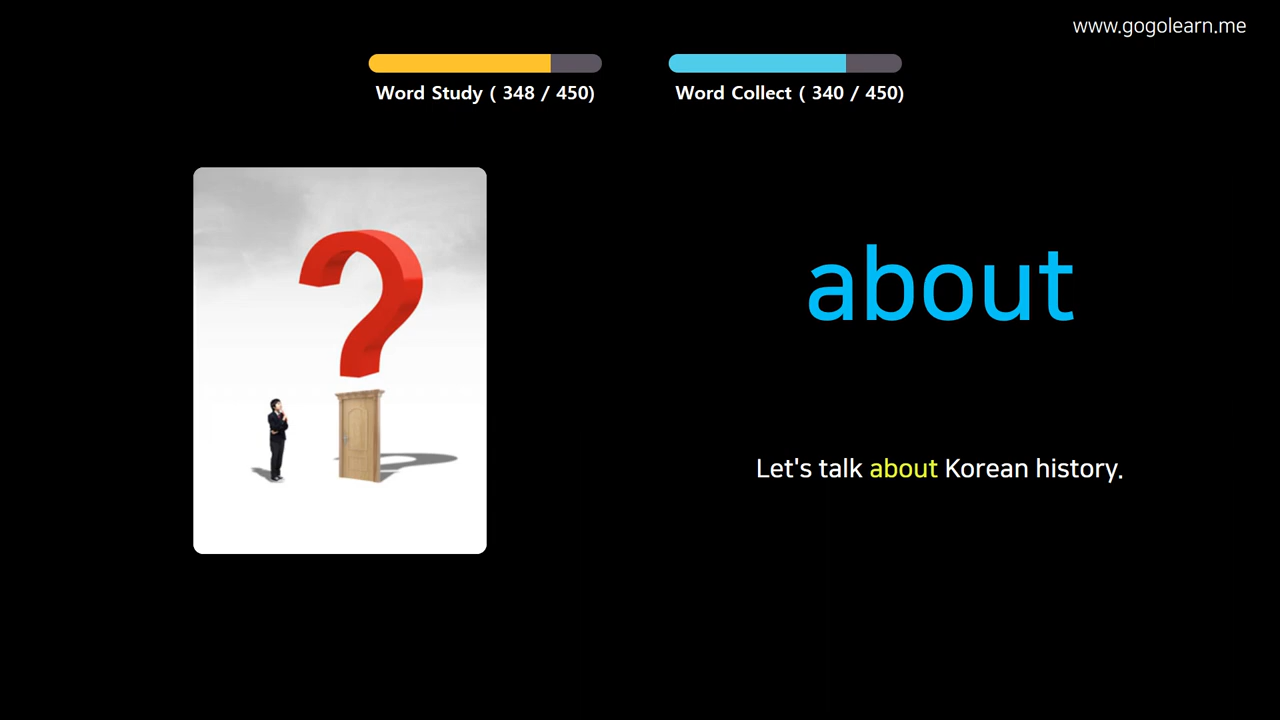 www.gogolearn.me
Word Study ( 348 / 450)
Word Collect ( 340 / 450)
?
about
Let's talk about Korean history.